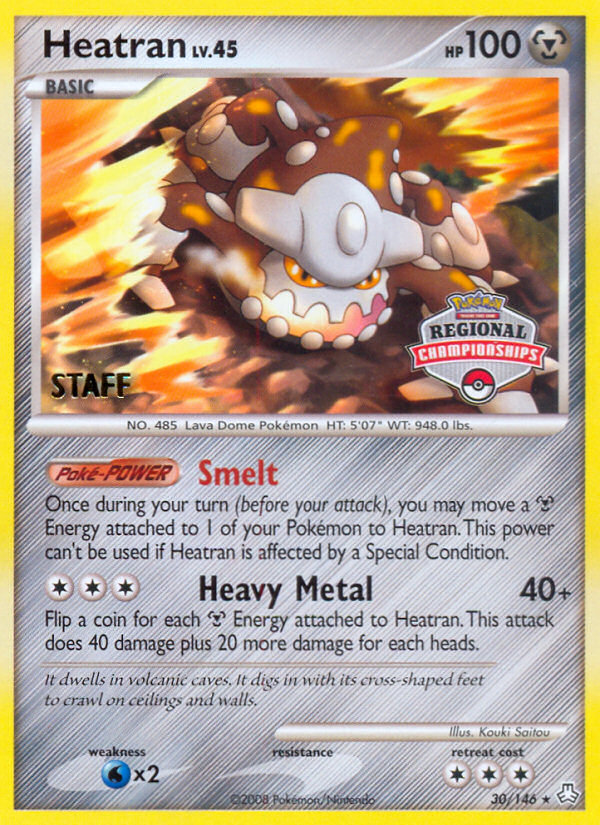 Heatran LV.45 HP 100
BASIC
Pokémon
REGIONAL
CHAMPIONSHIPS
STAFF
NO. 485 Lava Dome Pokémon HT: 5'07" WT: 948.0 lbs.
Poké-POWER Smelt
Once during your turn (before your attack), you may move a
Energy attached to 1 of your Pokémon to Heatran. This power
can't be used if Heatran is affected by a Special Condition.
Heavy Metal 40+
Flip a coin for each Energy attached to Heatran. This attack
does 40 damage plus 20 more damage for each heads.
It dwells in volcanic caves. It digs in with its cross-shaped feet
to crawl on ceilings and walls.
Illus. Kouki Saitou
weakness resistance retreat cost
x2
©2008 Pokémon/Nintendo 30/146 ★